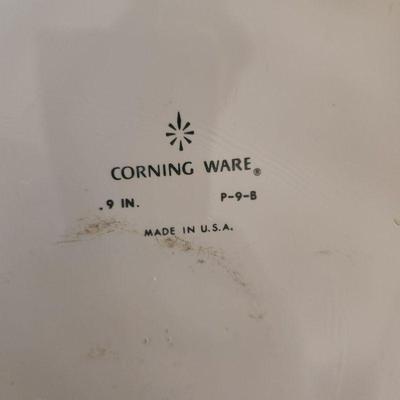 CORNING WARE®
.9 IN. P-9-B
MADE IN U.S.A.